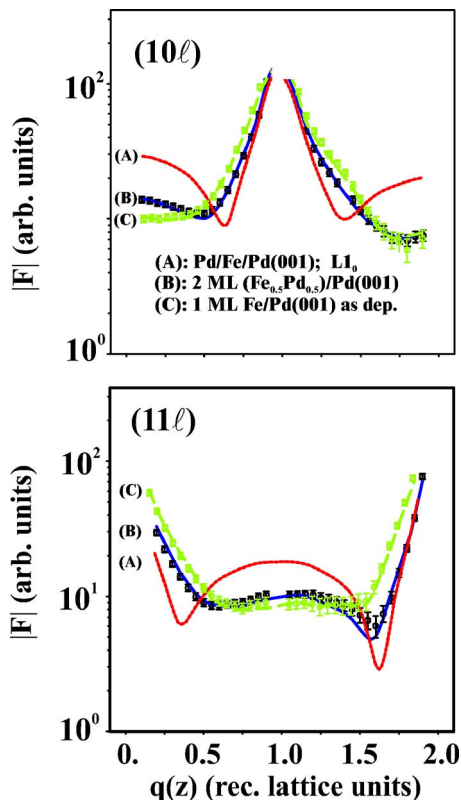 (10ℓ)
10²
(A)
(B)
(C)
|F| (arb. units)
(A): Pd/Fe/Pd(001); L1₀
(B): 2 ML (Fe₀.₅Pd₀.₅)/Pd(001)
(C): 1 ML Fe/Pd(001) as dep.
10⁰
(11ℓ)
10²
(C)
(B)
(A)
|F| (arb. units)
10¹
10⁰
0. 0.5 1.0 1.5 2.0
q(z) (rec. lattice units)